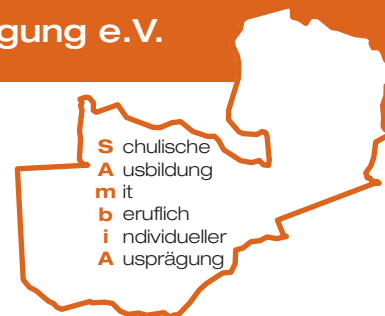 gung e.V.
S chulische
A usbildung
m it
b eruflich
i ndividueller
A usprägung